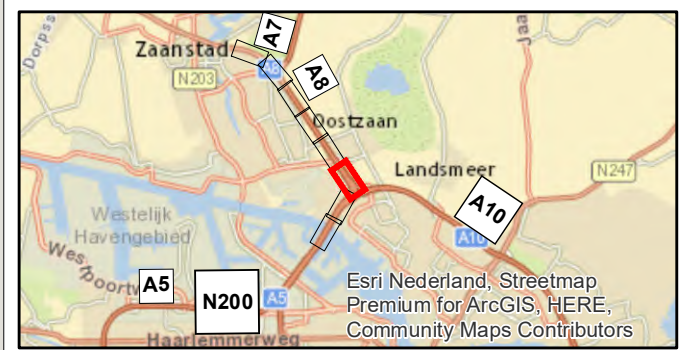 Dorpss
Zaanstad
A7
A8
N203
A8
Jaa
Oostzaan
Landsmeer
N247
A10
A10
Westelijk
Havengebied
Westpoortw
A5
N200
A5
Haarlemmerweg
Esri Nederland, Streetmap
Premium for ArcGIS, HERE,
Community Maps Contributors